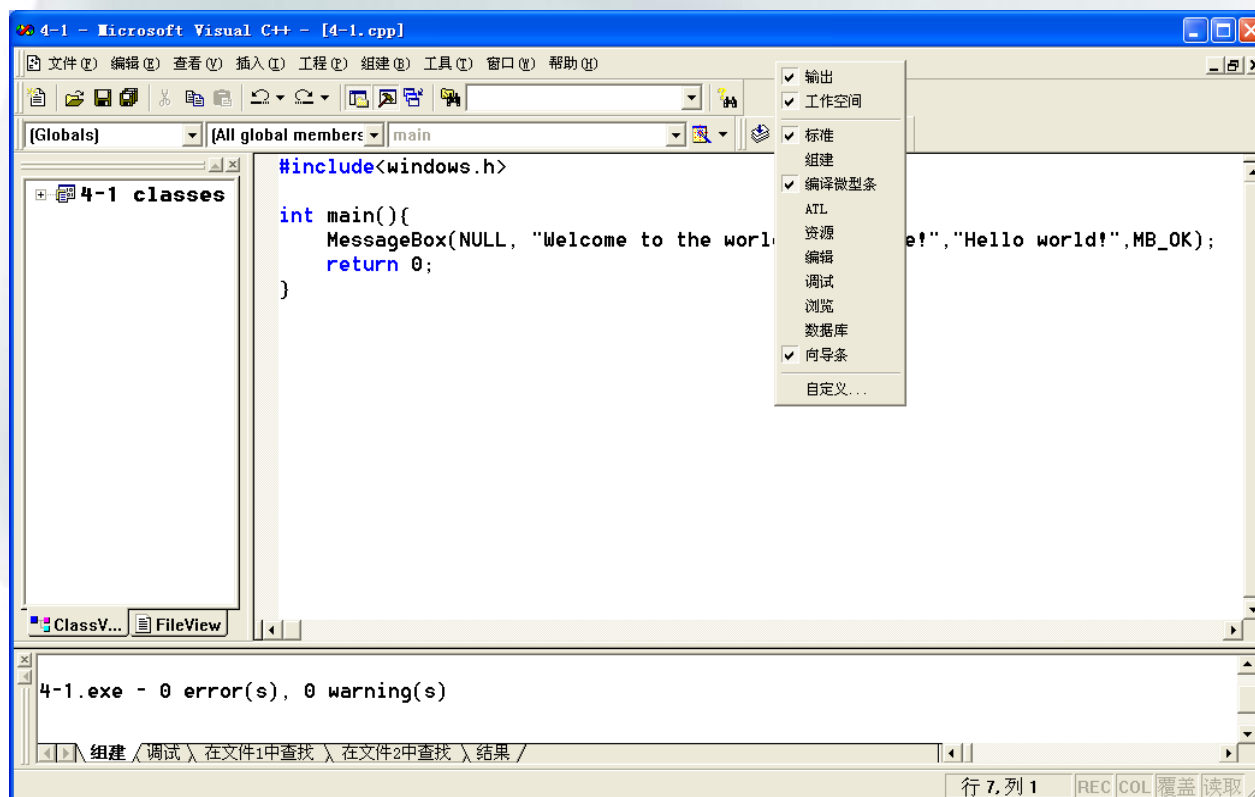 4-1 - Microsoft Visual C++ - [4-1.cpp]
文件(F) 编辑(E) 查看(V) 插入(I) 工程(P) 组建(B) 工具(T) 窗口(W) 帮助(H)
(Globals) (All global members main
4-1 classes
#include<windows.h>
int main(){
MessageBox(NULL, "Welcome to the worl e!","Hello world!",MB_OK);
return 0;
}
输出
工作空间
标准
组建
编译微型条
ATL
资源
编辑
调试
浏览
数据库
向导条
自定义...
ClassV... FileView
4-1.exe - 0 error(s), 0 warning(s)
组建 调试 在文件1中查找 在文件2中查找 结果
行 7,列 1 REC COL 覆盖 读取